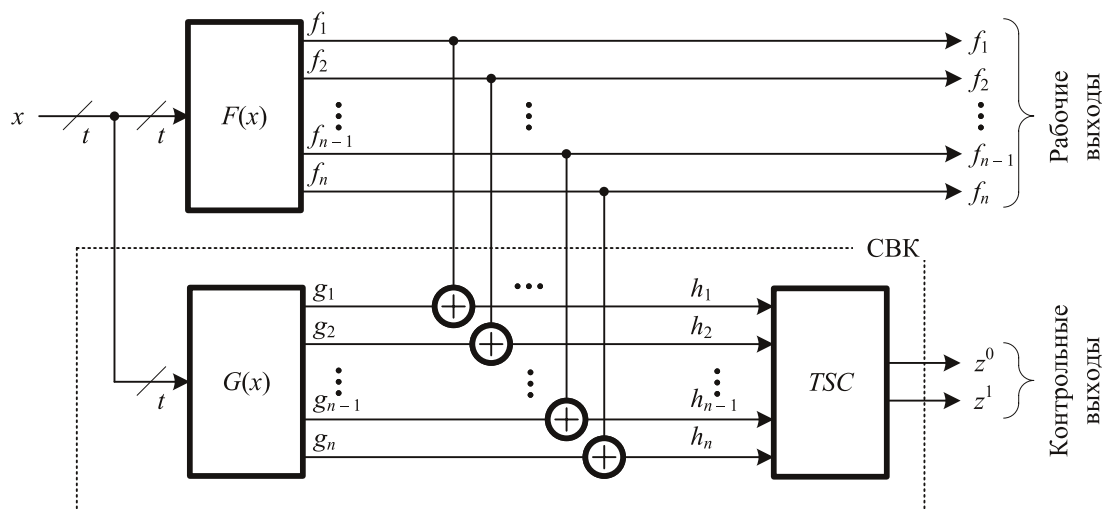 f1
f1
f2
f2
x
t
t
F(x)
fn–1
fn–1
fn
fn
Рабочие
выходы
СВК
g1
h1
g2
h2
z0
t
G(x)
TSC
gn–1
hn–1
z1
gn
hn
Контрольные
выходы